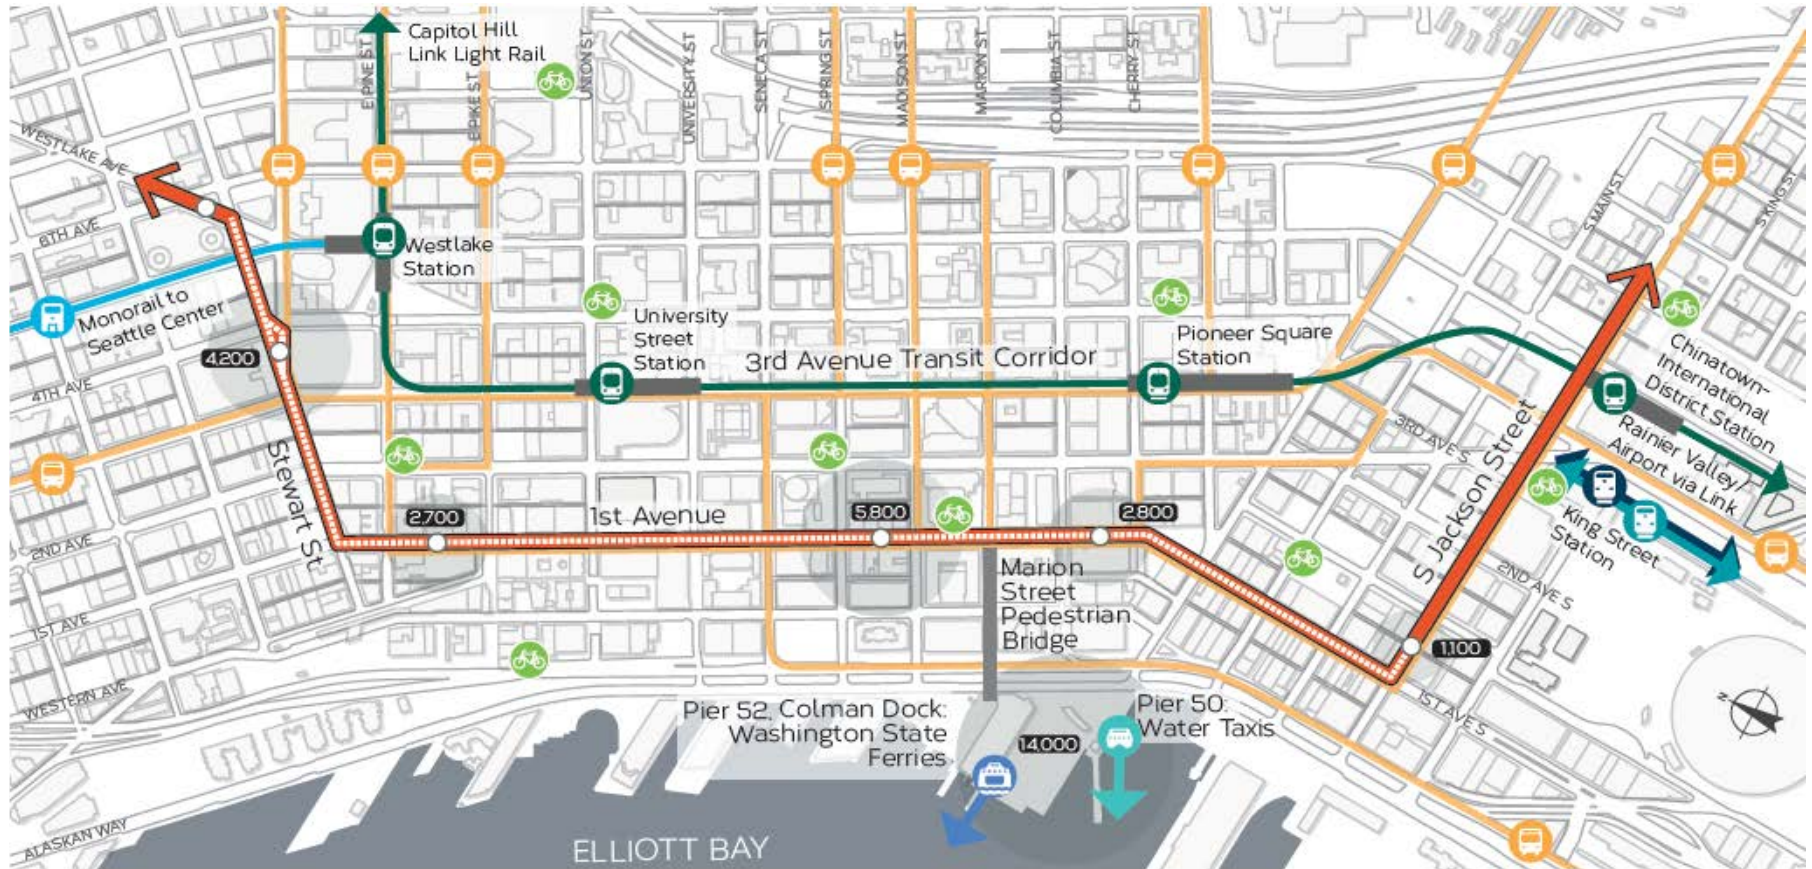 Capitol Hill
Link Light Rail
E PINE ST
E PIKE ST
UNION ST
UNIVERSITY ST
SENECA ST
SPRING ST
MADISON ST
MARION ST
COLUMBIA ST
CHERRY ST
S MAIN ST
S KING ST
WESTLAKE AVE
6TH AVE
Westlake
Station
Monorail to
Seattle Center
4,200
4TH AVE
University
Street
Station
3rd Avenue Transit Corridor
Pioneer Square
Station
Chinatown-
International
District Station
Rainier Valley/
Airport via Link
3RD AVE S
Stewart St
2,700
1st Avenue
5,800
2,800
S Jackson Street
King Street
Station
2ND AVE
2ND AVE S
1ST AVE
Marion
Street
Pedestrian
Bridge
1,100
WESTERN AVE
1ST AVE S
Pier 52, Colman Dock:
Washington State
Ferries
14,000
Pier 50:
Water Taxis
N
ALASKAN WAY
ELLIOTT BAY